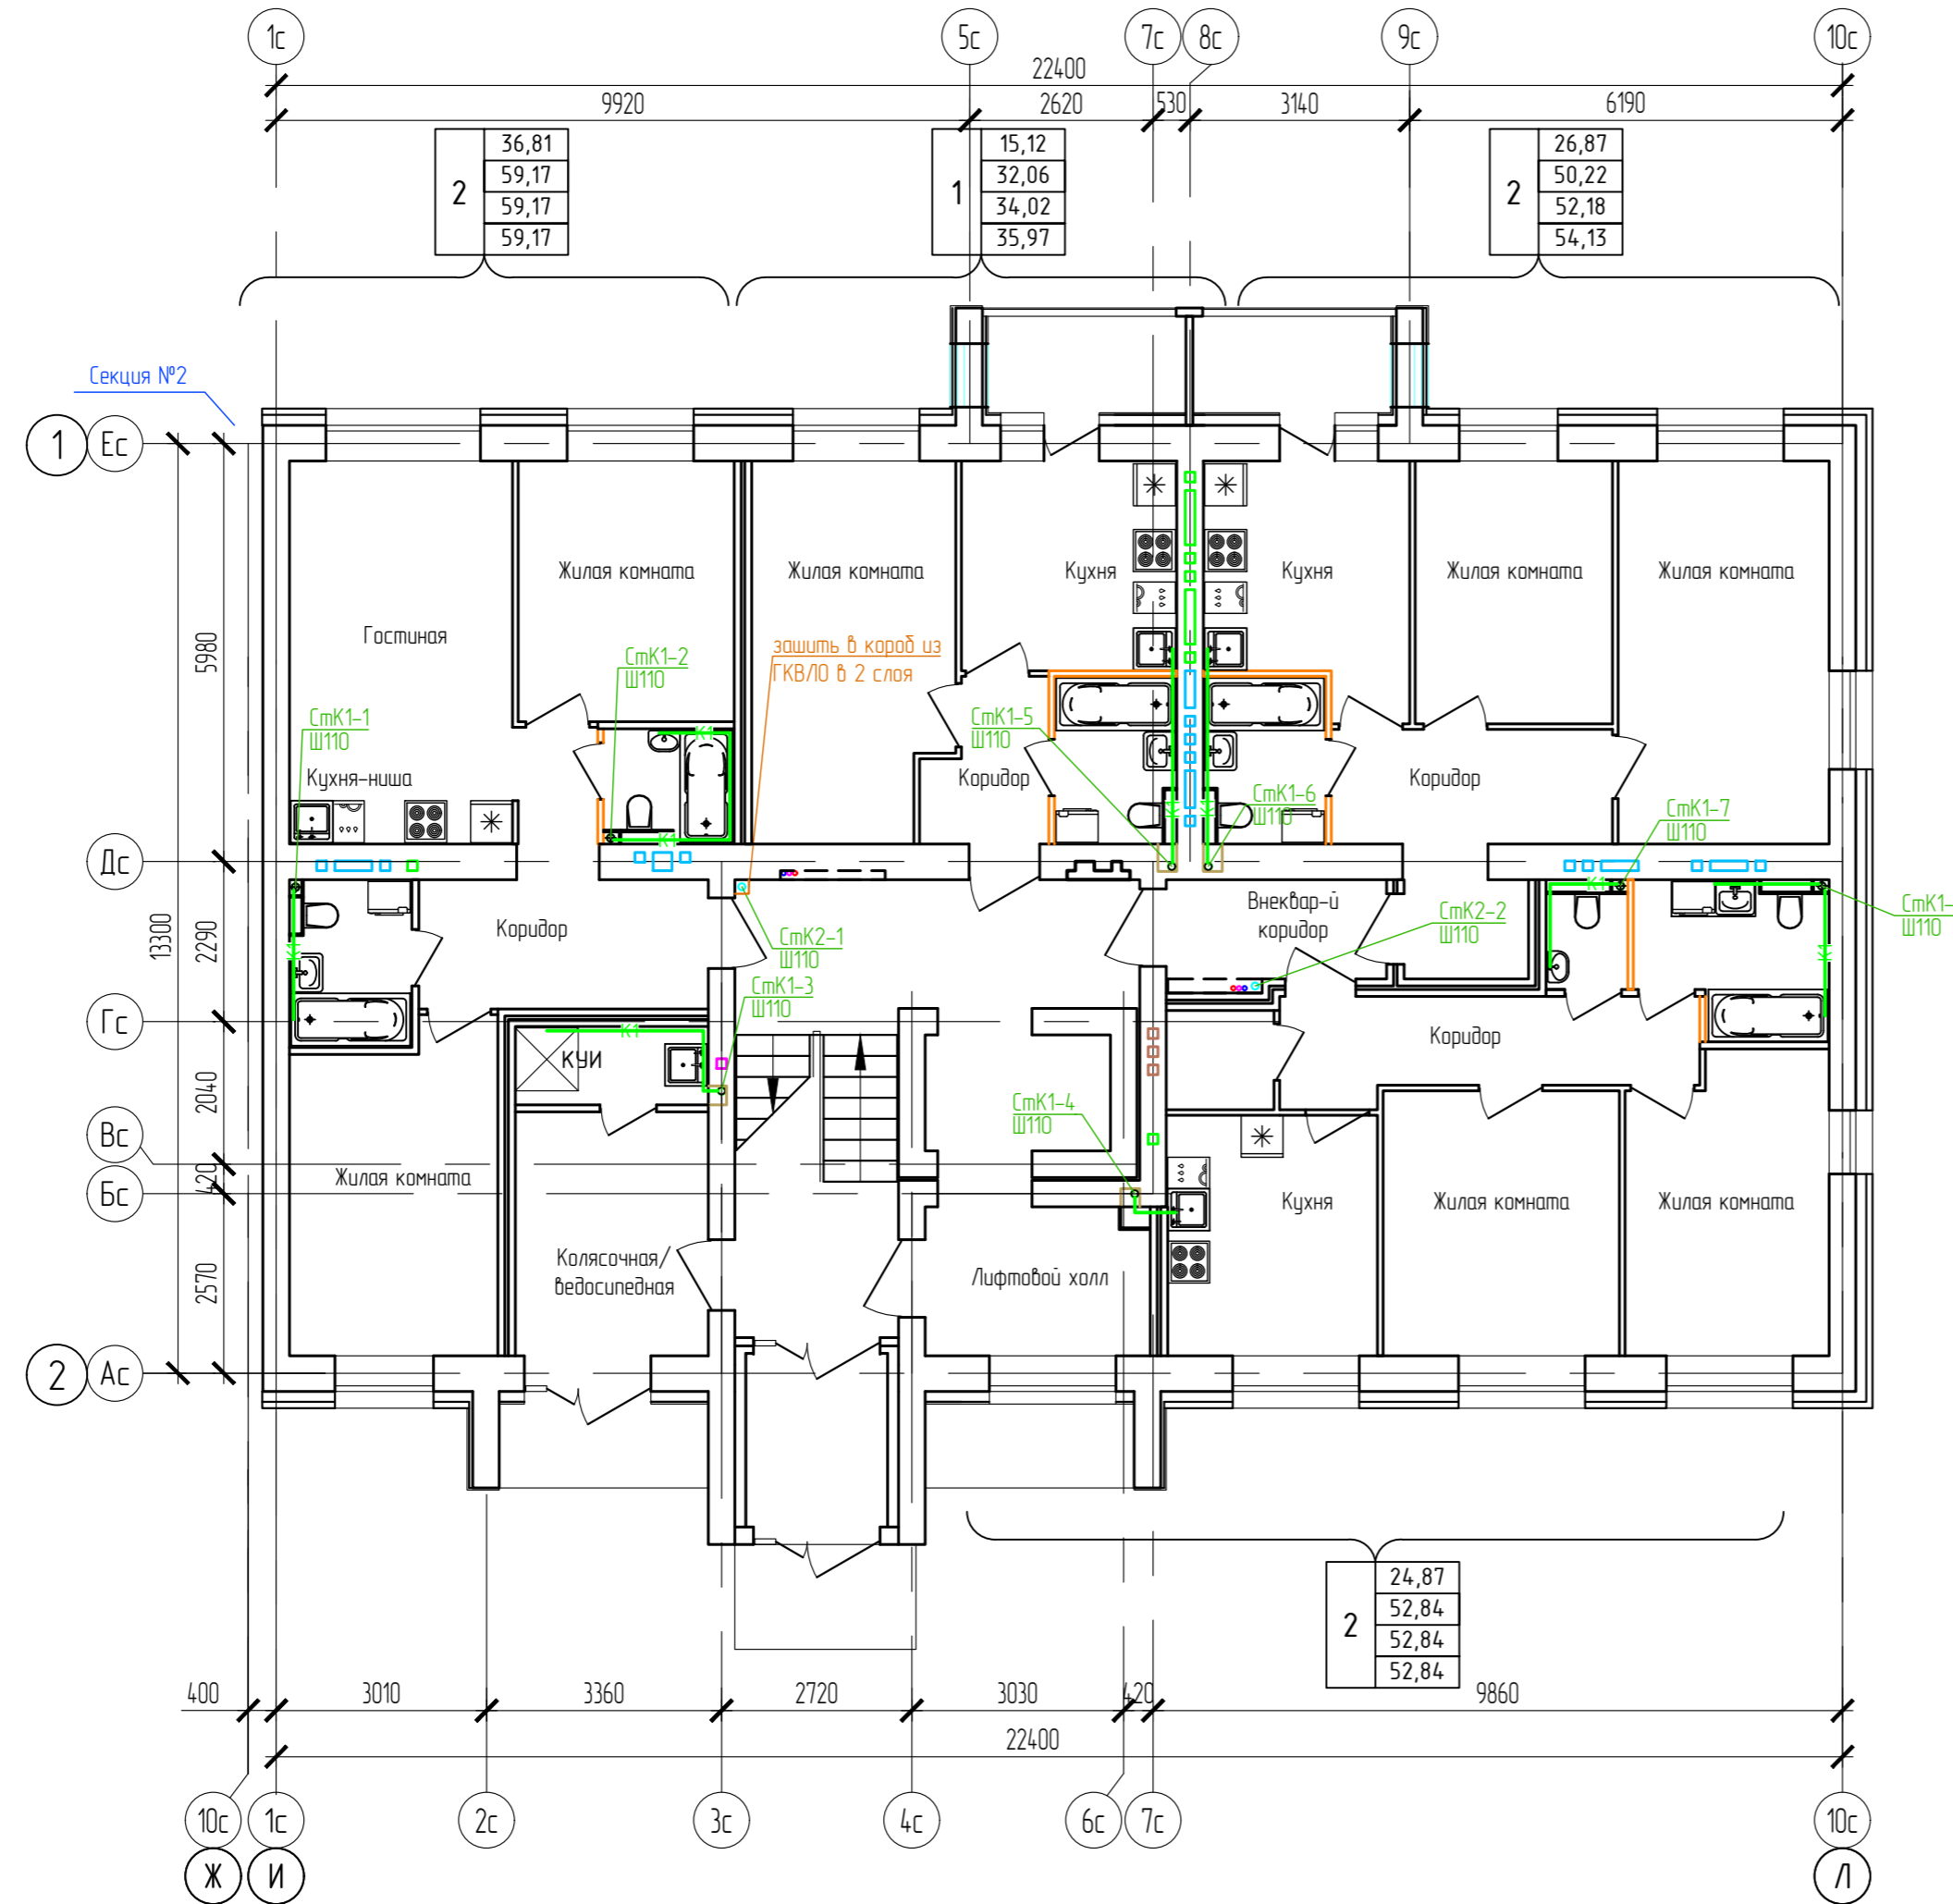 1с
5с
7с
8с
9с
10с
22400
9920
2620
530
3140
6190
2
36,81
59,17
59,17
59,17
1
15,12
32,06
34,02
35,97
2
26,87
50,22
52,18
54,13
Секция №2
1
Ес
Жилая комната
Жилая комната
Кухня
Кухня
Жилая комната
Жилая комната
Гостиная
5980
СтК1-2
Ш110
зашить в короб из
ГКВЛО в 2 слоя
СтК1-1
Ш110
К1
СтК1-5
Ш110
Кухня-ниша
Коридор
Коридор
К1
К1
К1
СтК1-6
Ш110
СтК1-7
Ш110
Дс
К1
Внеквар-й
коридор
СтК2-2
Ш110
СтК1-
Ш110
Коридор
К1
СтК2-1
Ш110
К1
2290
13300
СтК1-3
Ш110
Гс
К1
КУИ
Коридор
2040
СтК1-4
Ш110
Вс
420
Бс
Жилая комната
Кухня
Жилая комната
Жилая комната
Колясочная/
ведосипедная
Лифтовой холл
2570
2
Ас
2
24,87
52,84
52,84
52,84
400
3010
3360
2720
3030
420
9860
22400
10с
1с
2с
3с
4с
6с
7с
10с
Ж
И
Л